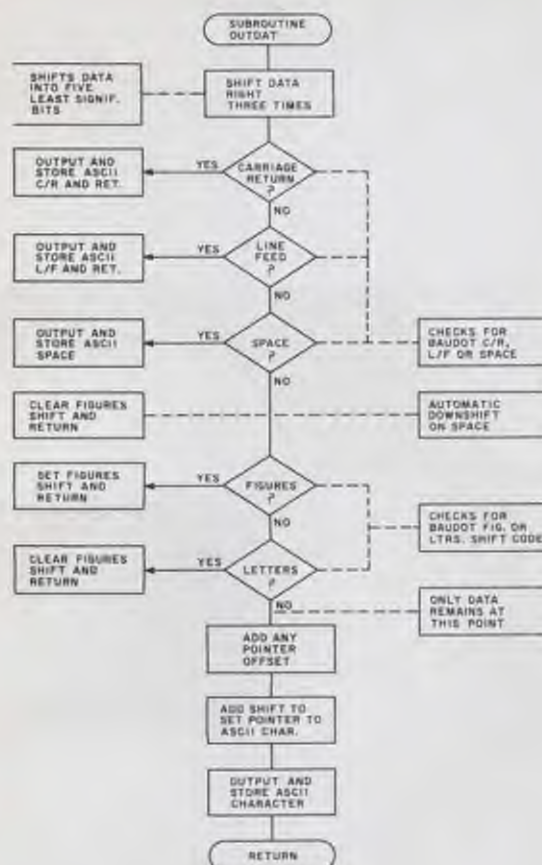 SUBROUTINE
OUTDAT
SHIFTS DATA
INTO FIVE
LEAST SIGNIF.
BITS
SHIFT DATA
RIGHT
THREE TIMES
OUTPUT AND
STORE ASCII
C/R AND RET.
YES
CARRIAGE
RETURN
?
NO
OUTPUT AND
STORE ASCII
L/F AND RET.
YES
LINE
FEED
?
NO
OUTPUT AND
STORE ASCII
SPACE
YES
SPACE
?
NO
CHECKS FOR
BAUDOT C/R,
L/F OR SPACE
CLEAR FIGURES
SHIFT AND
RETURN
AUTOMATIC
DOWNSHIFT
ON SPACE
SET FIGURES
SHIFT AND
RETURN
YES
FIGURES
?
NO
CHECKS FOR
BAUDOT FIG. OR
LTRS. SHIFT CODE
CLEAR FIGURES
SHIFT AND
RETURN
YES
LETTERS
?
NO
ONLY DATA
REMAINS AT
THIS POINT
ADD ANY
POINTER
OFFSET
ADD SHIFT TO
SET POINTER TO
ASCII CHAR.
OUTPUT AND
STORE ASCII
CHARACTER
RETURN